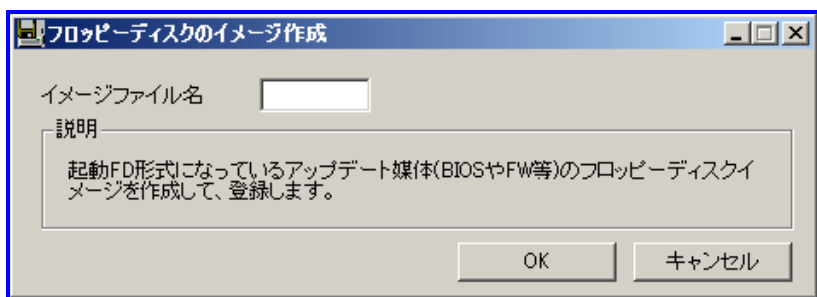 フロッピーディスクのイメージ作成
イメージファイル名
説明
起動FD形式になっているアップデート媒体(BIOSやFW等)のフロッピーディスクイ
メージを作成して、登録します。
OK
キャンセル